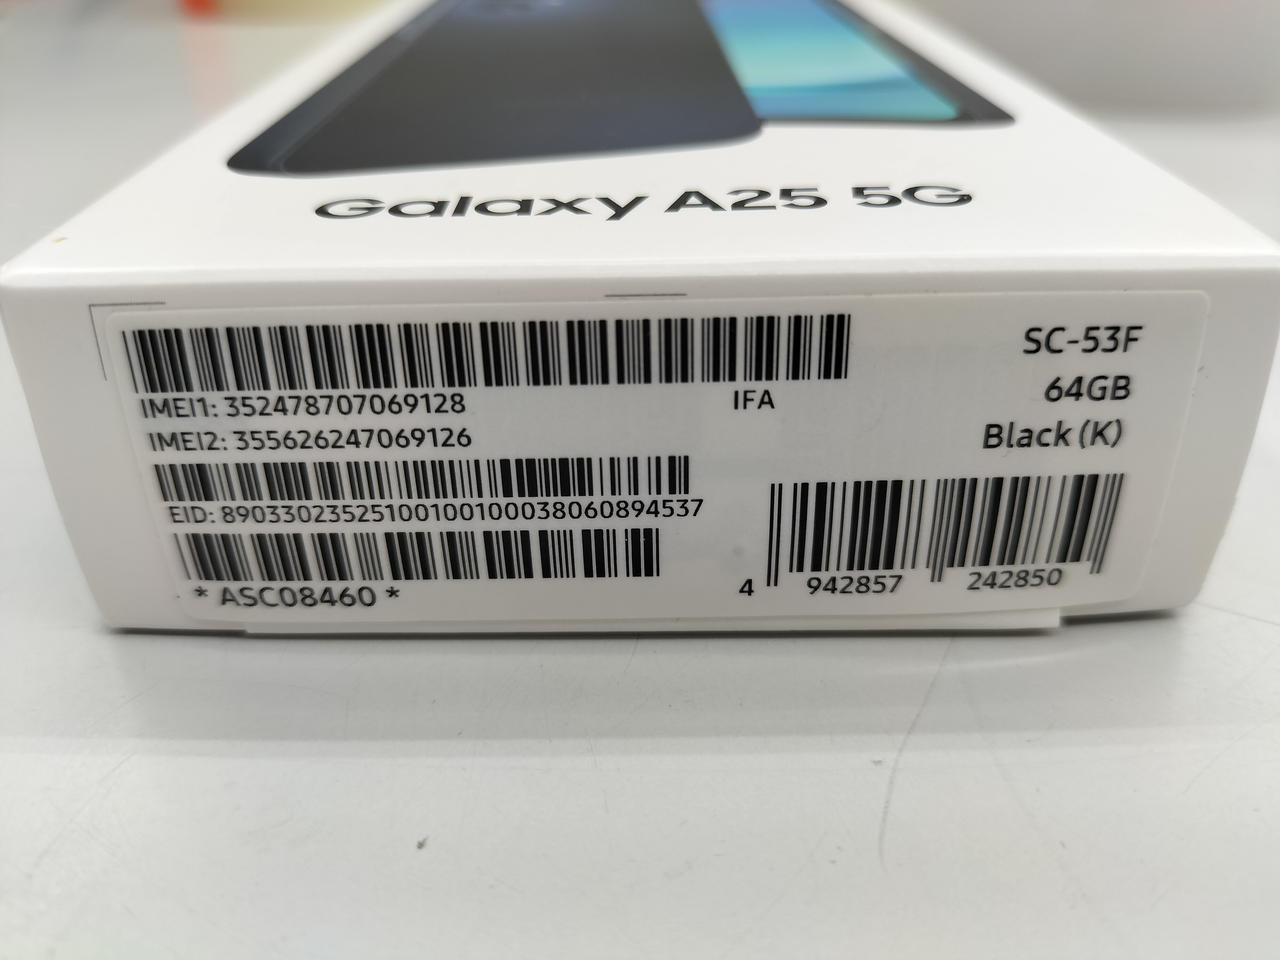 Galaxy A25 5G
SC-53F
64GB
Black (K)
IMEI1: 352478707069128
IFA
IMEI2: 355626247069126
EID: 89033023525100100100038060894537
* ASC08460 *
4 942857 242850